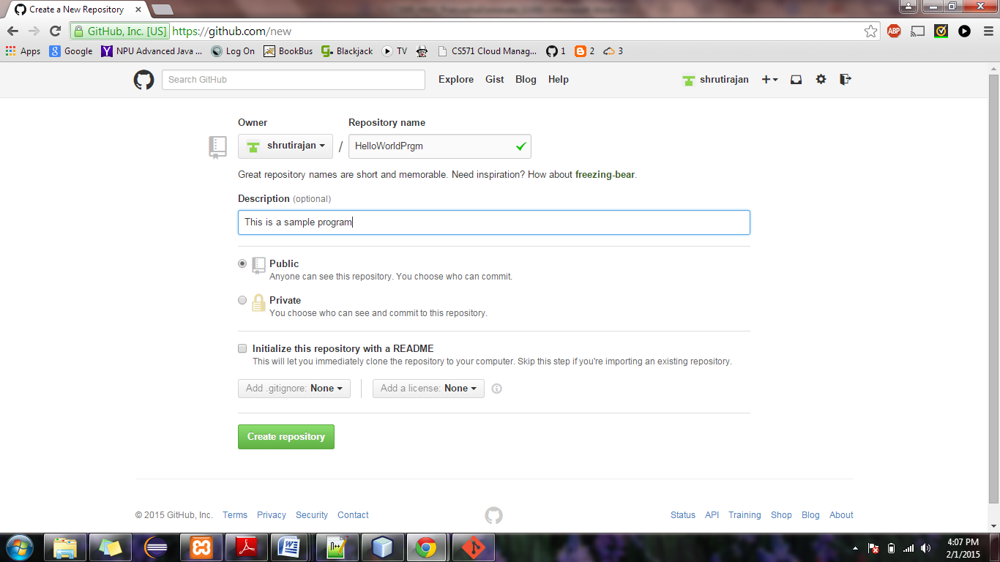 Create a New Repository
GitHub, Inc. [US] https://github.com/new
ABP
Apps Google NPU Advanced Java ... Log On BookBus Blackjack TV CS571 Cloud Manag... 1 2 3
Search GitHub Explore Gist Blog Help shrutirajan
Owner Repository name
shrutirajan / HelloWorldPrgm
Great repository names are short and memorable. Need inspiration? How about freezing-bear.
Description (optional)
This is a sample program
Public
Anyone can see this repository. You choose who can commit.
Private
You choose who can see and commit to this repository.
Initialize this repository with a README
This will let you immediately clone the repository to your computer. Skip this step if you're importing an existing repository.
Add .gitignore: None Add a license: None
Create repository
© 2015 GitHub, Inc. Terms Privacy Security Contact Status API Training Shop Blog About
4:07 PM
2/1/2015